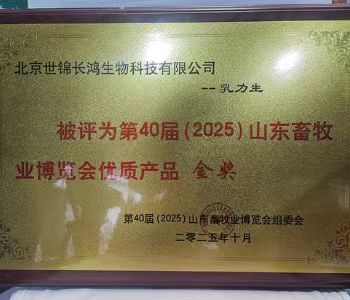 北京世锦长鸿生物科技有限公司
--乳力生
被评为第40届(2025)山东畜牧
业博览会优质产品 金奖
第40届(2025)山东畜牧业博览会组委会
二零二五年十月